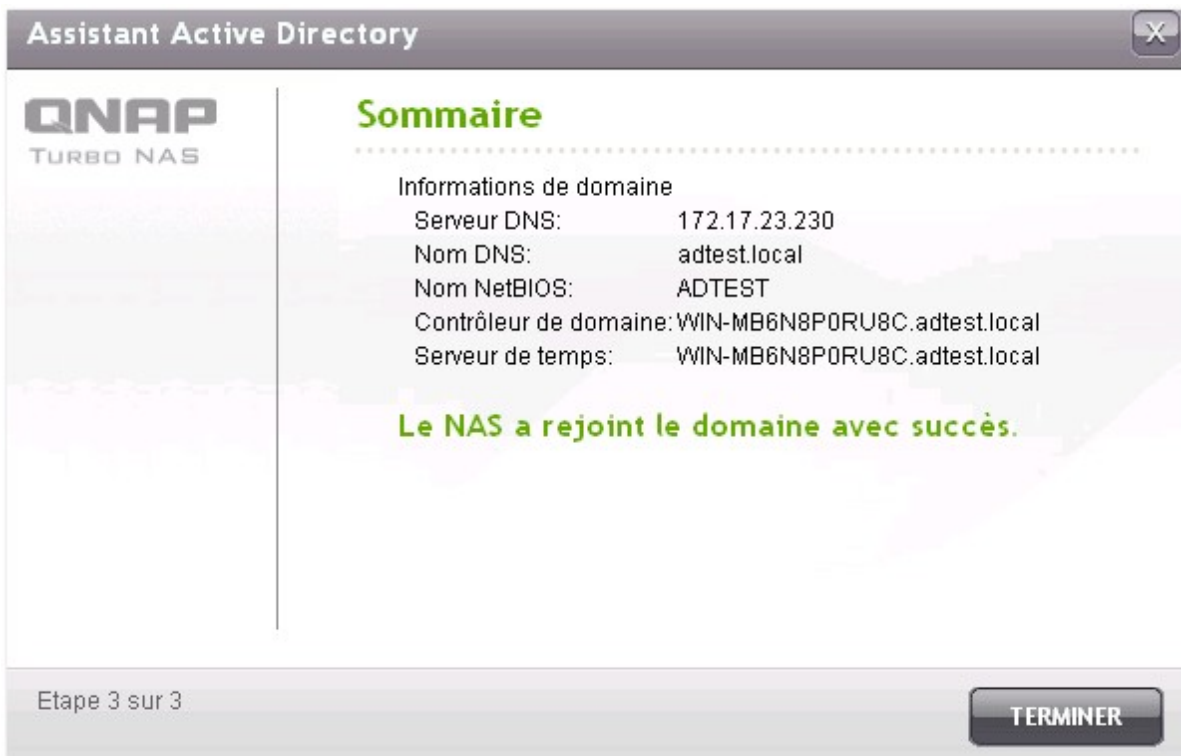 Assistant Active Directory
X
QNAP
TURBO NAS
Sommaire
Informations de domaine
Serveur DNS: 172.17.23.230
Nom DNS: adtest.local
Nom NetBIOS: ADTEST
Contrôleur de domaine: WIN-MB6N8P0RU8C.adtest.local
Serveur de temps: WIN-MB6N8P0RU8C.adtest.local
Le NAS a rejoint le domaine avec succès.
Etape 3 sur 3
TERMINER